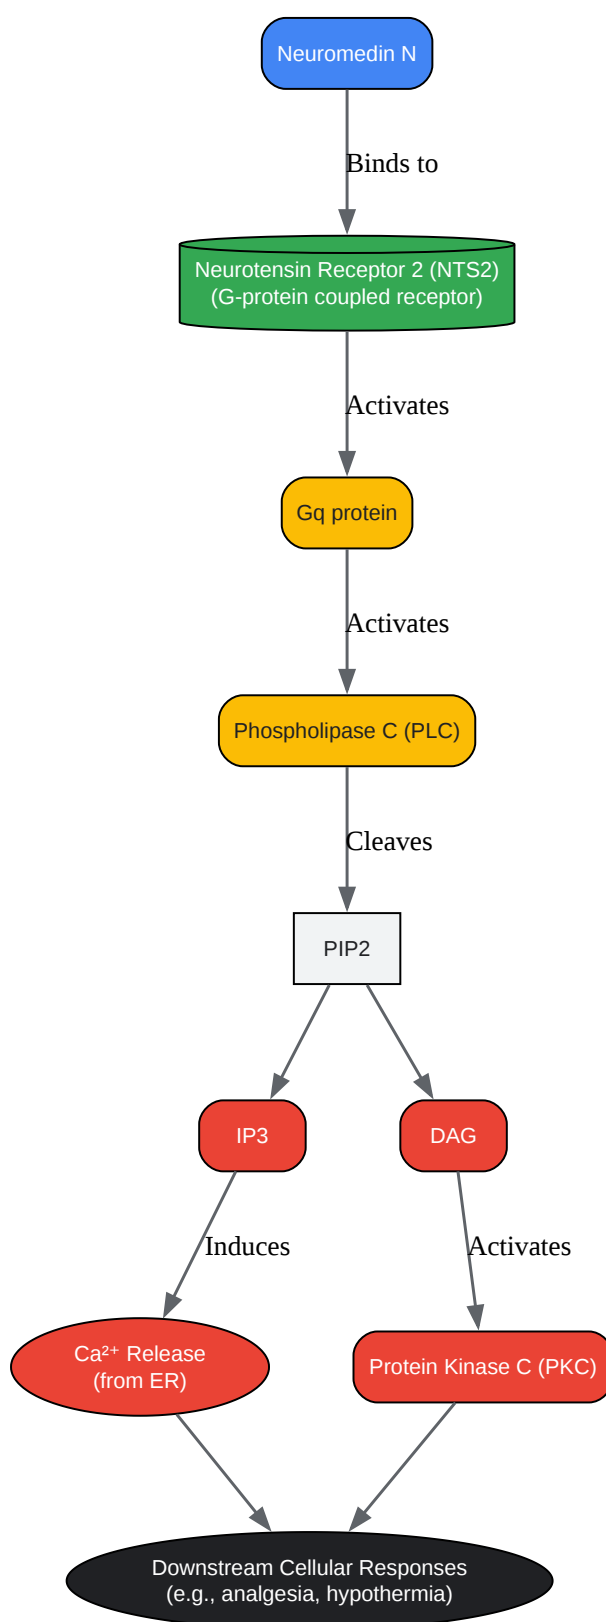 Neuromedin N
Binds to
Neurotensin Receptor 2 (NTS2)
(G-protein coupled receptor)
Activates
Gq protein
Activates
Phospholipase C (PLC)
Cleaves
PIP2
IP3
DAG
Induces
Activates
Ca²⁺ Release
(from ER)
Protein Kinase C (PKC)
Downstream Cellular Responses
(e.g., analgesia, hypothermia)